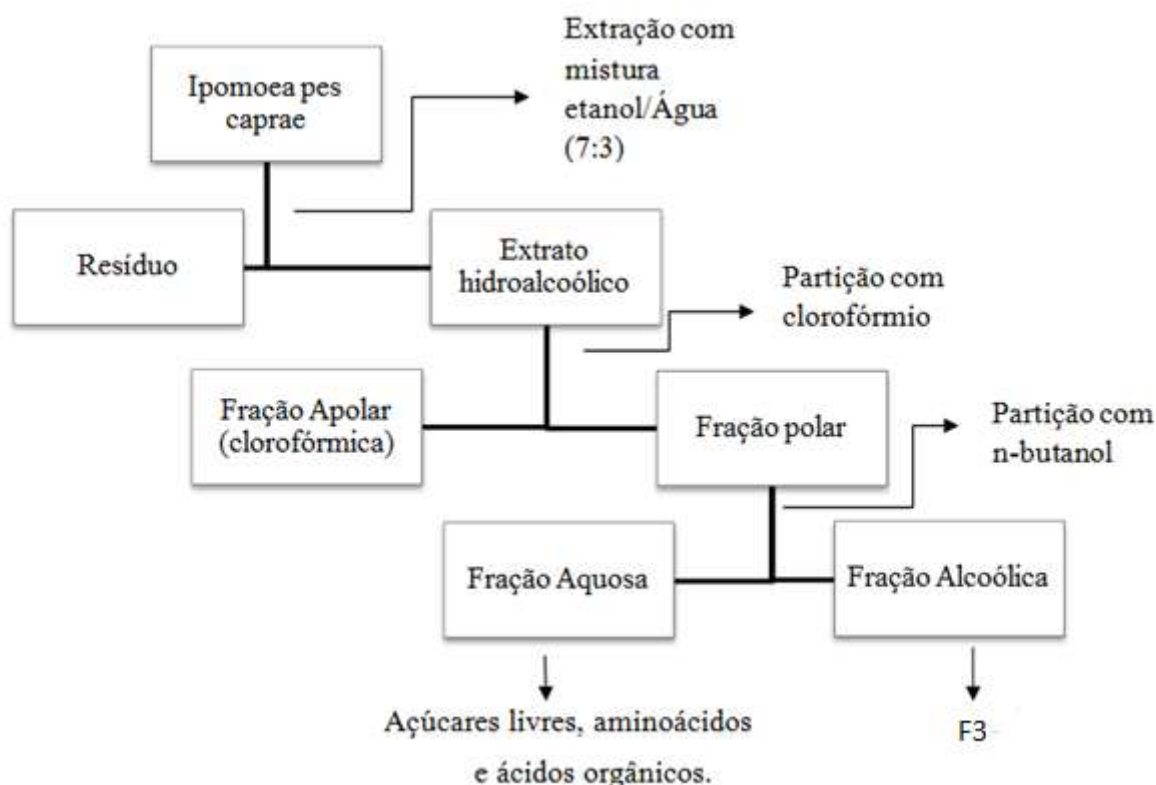 Ipomoea pes
caprae
Extração com
mistura
etanol/Água
(7:3)
Resíduo
Extrato
hidroalcoólico
Partição com
clorofórmio
Fração Apolar
(clorofórmica)
Fração polar
Partição com
n-butanol
Fração Aquosa
Fração Alcoólica
Açúcares livres, aminoácidos
e ácidos orgânicos.
F3